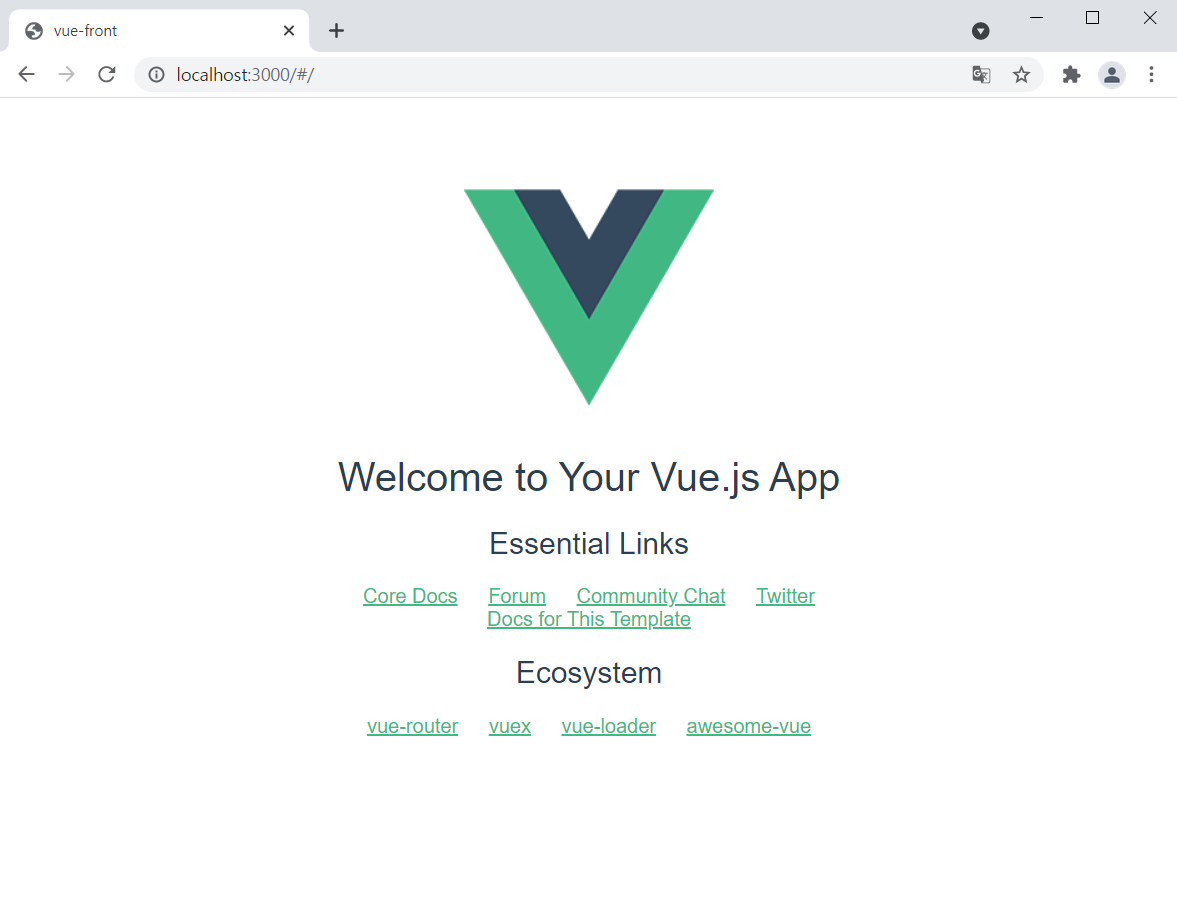 vue-front
localhost:3000/#/
Welcome to Your Vue.js App
Essential Links
Core Docs Forum Community Chat Twitter
Docs for This Template
Ecosystem
vue-router vuex vue-loader awesome-vue